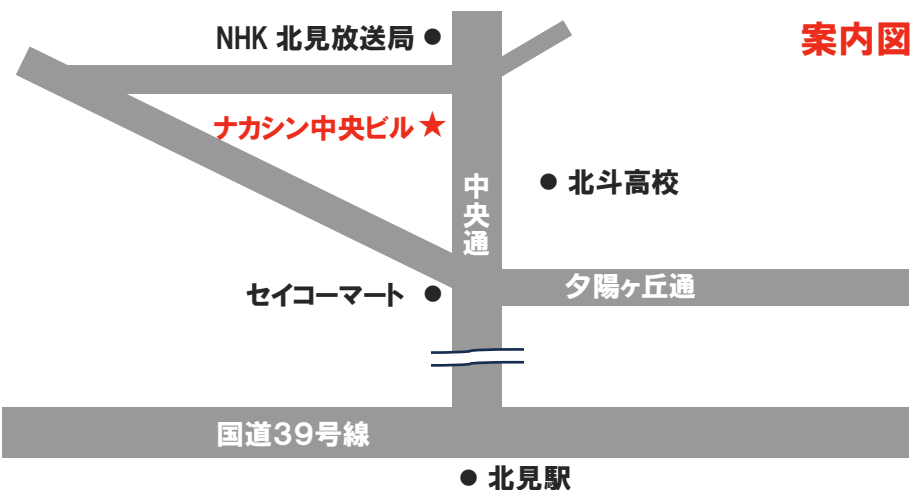 案内図
NHK 北見放送局
ナカシン中央ビル
中央通
北斗高校
夕陽ヶ丘通
セイコーマート
国道39号線
北見駅